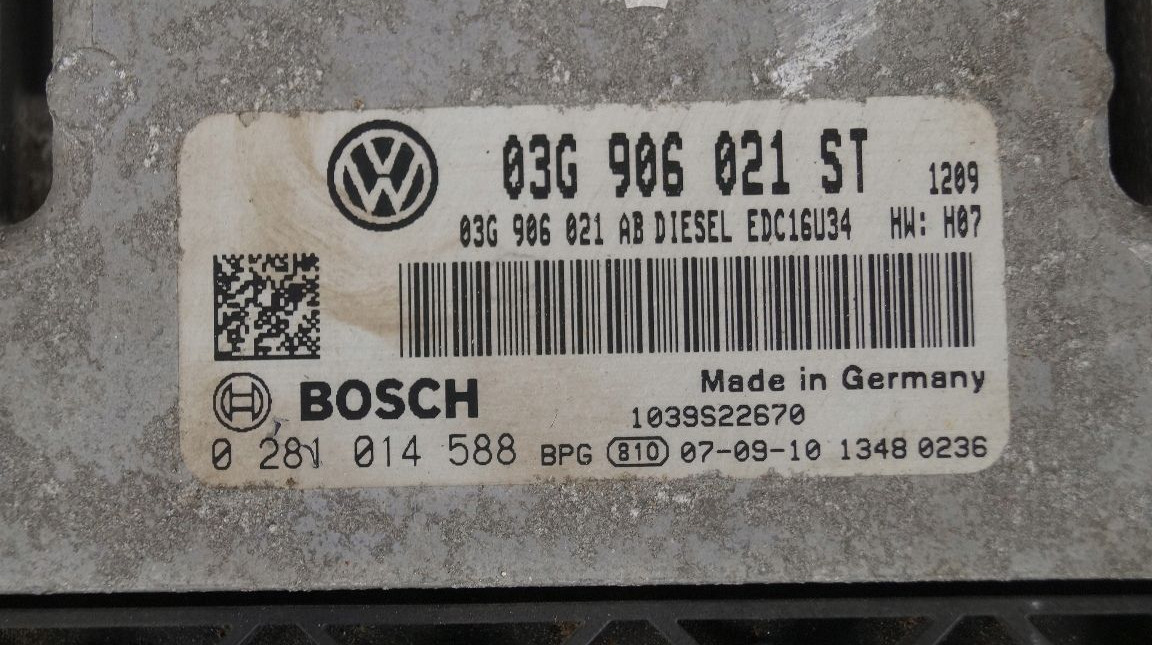 03G 906 021 ST 1209
03G 906 021 AB DIESEL EDC16U34 HW: H07
Made in Germany
BOSCH
1039S22670
0 281 014 588 BPG 810 07-09-10 1348 0236